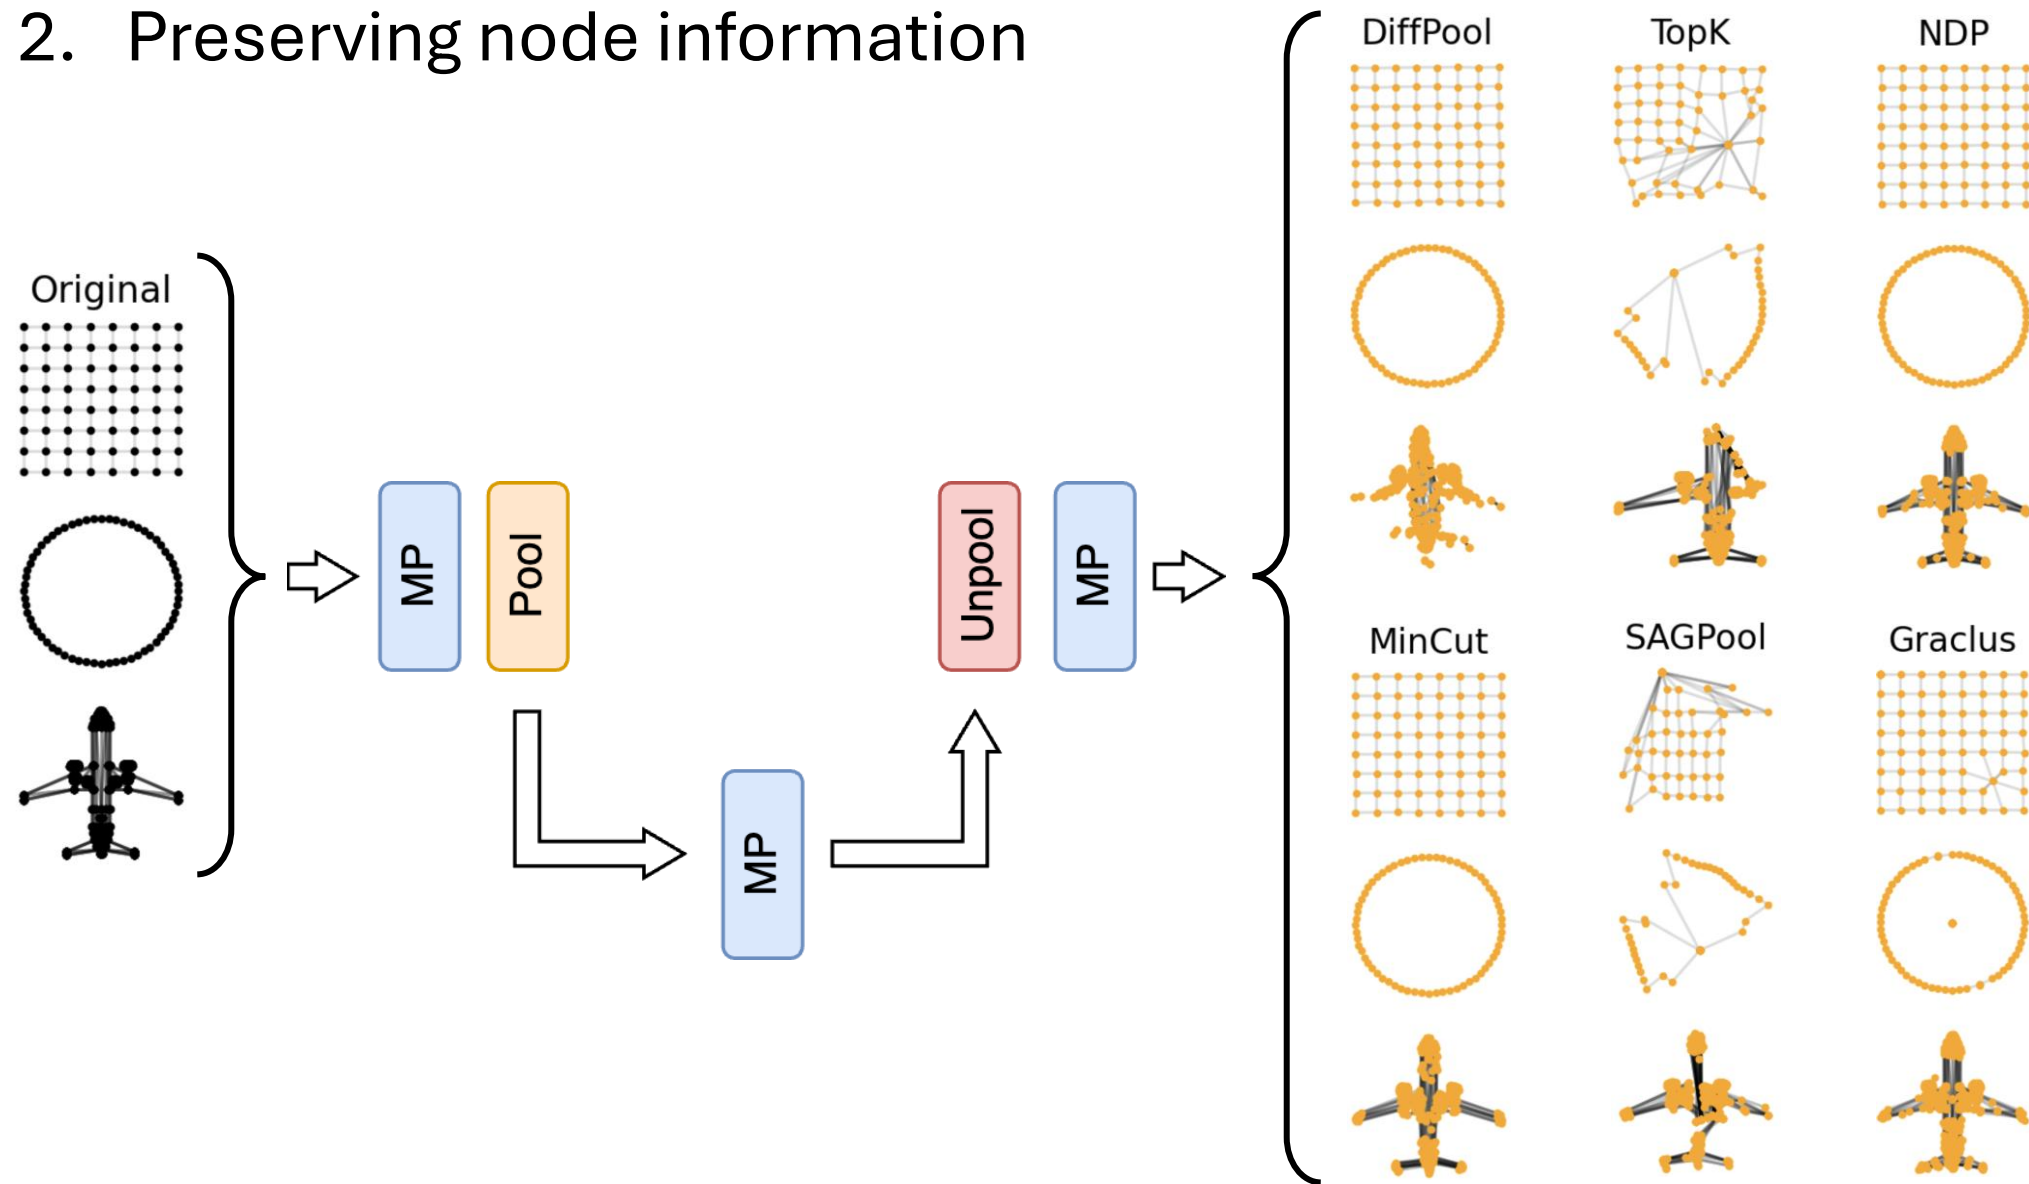 2. Preserving node information
Original
MP
Pool
MP
Unpool
MP
DiffPool
TopK
NDP
MinCut
SAGPool
Graclus